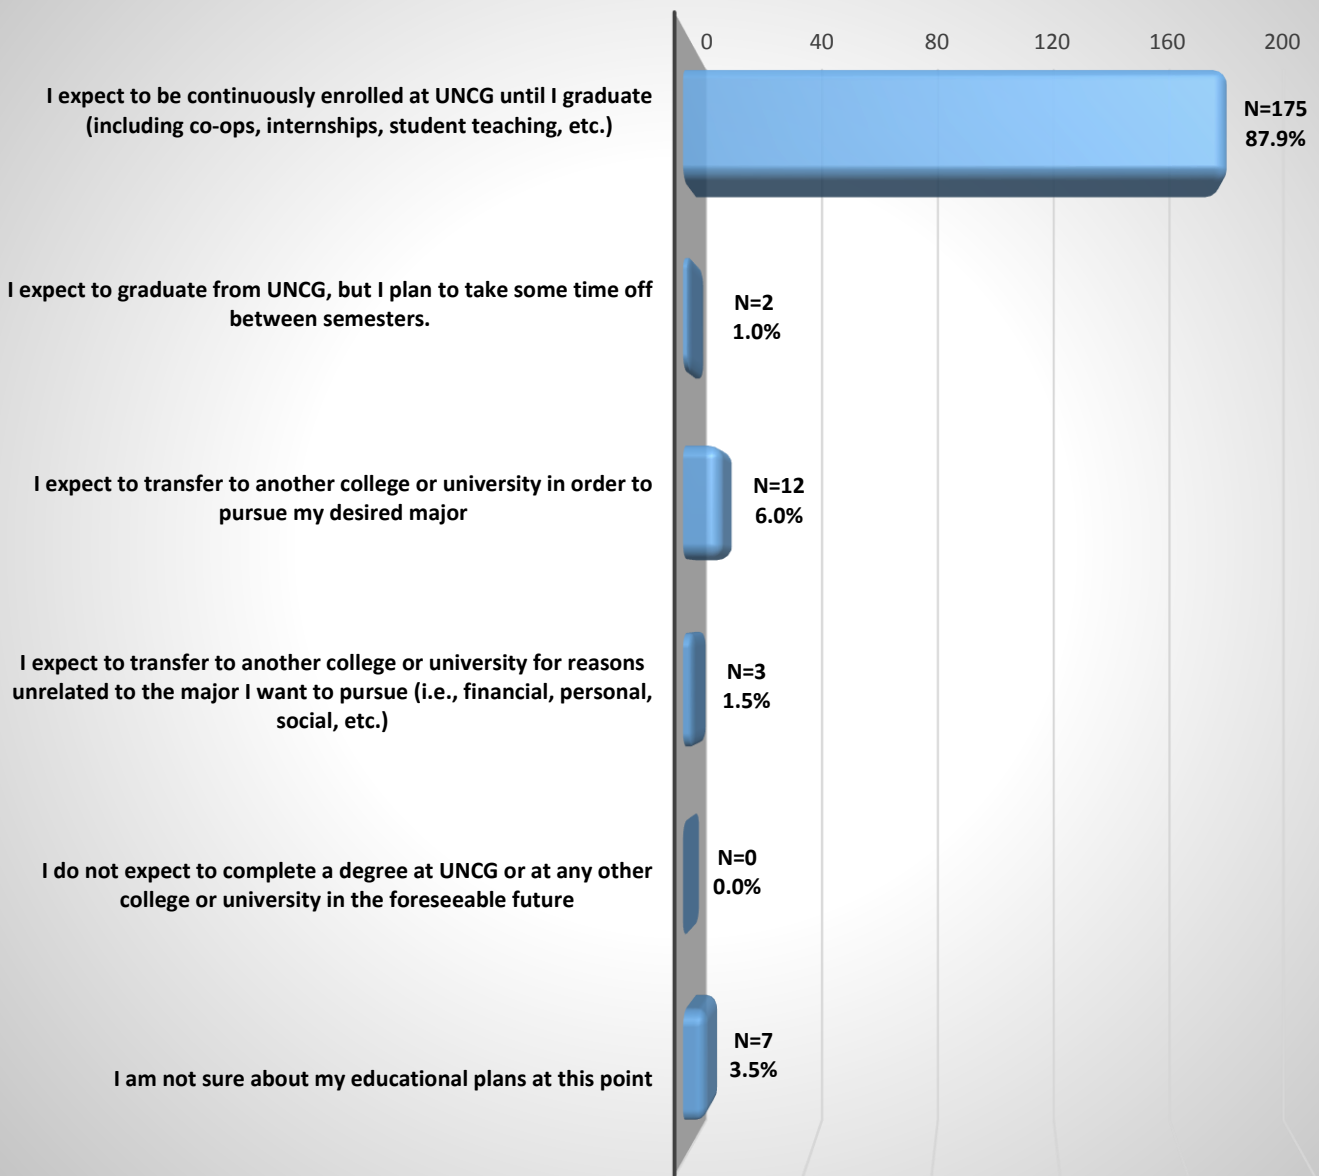 0 40 80 120 160 200
I expect to be continuously enrolled at UNCG until I graduate
(including co-ops, internships, student teaching, etc.)
N=175
87.9%
I expect to graduate from UNCG, but I plan to take some time off
between semesters.
N=2
1.0%
I expect to transfer to another college or university in order to
pursue my desired major
N=12
6.0%
I expect to transfer to another college or university for reasons
unrelated to the major I want to pursue (i.e., financial, personal,
social, etc.)
N=3
1.5%
I do not expect to complete a degree at UNCG or at any other
college or university in the foreseeable future
N=0
0.0%
I am not sure about my educational plans at this point
N=7
3.5%